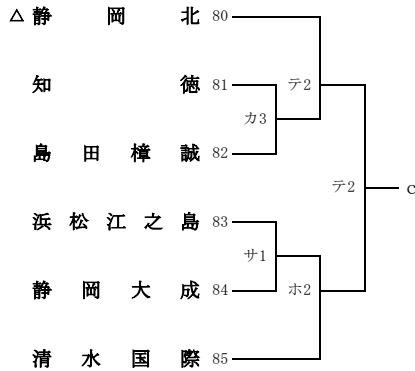 △ 静岡北 80
知徳 81
テ2
カ3
島田樟誠 82
テ2
C
浜松江之島 83
サ1
静岡大成 84
ホ2
清水国際 85